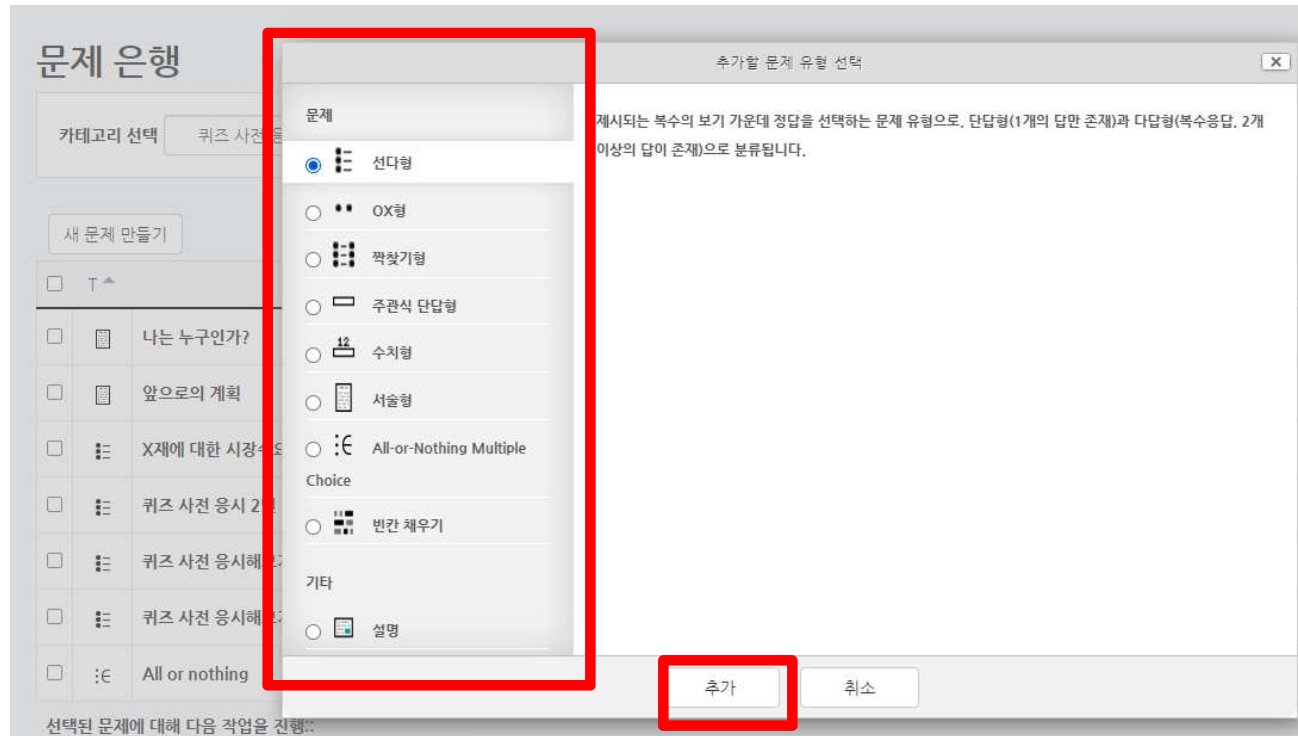 문제 은행
추가할 문제 유형 선택
X
카테고리 선택
퀴즈 사전
새 문제 만들기
T
나는 누구인가?
앞으로의 계획
X재에 대한 시장수요
퀴즈 사전 응시 2
퀴즈 사전 응시해보기
퀴즈 사전 응시해보기
All or nothing
선택된 문제에 대해 다음 작업을 진행::
문제
선다형
OX형
짝찾기형
주관식 단답형
12
수치형
서술형
All-or-Nothing Multiple
Choice
빈칸 채우기
기타
설명
제시되는 복수의 보기 가운데 정답을 선택하는 문제 유형으로, 단답형(1개의 답만 존재)과 다답형(복수응답, 2개
이상의 답이 존재)으로 분류됩니다.
추가
취소